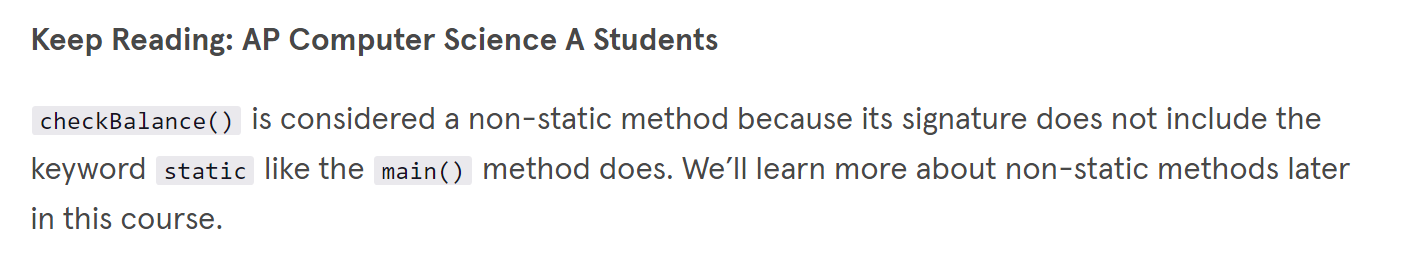 Keep Reading: AP Computer Science A Students
checkBalance() is considered a non-static method because its signature does not include the
keyword static like the main() method does. We’ll learn more about non-static methods later
in this course.